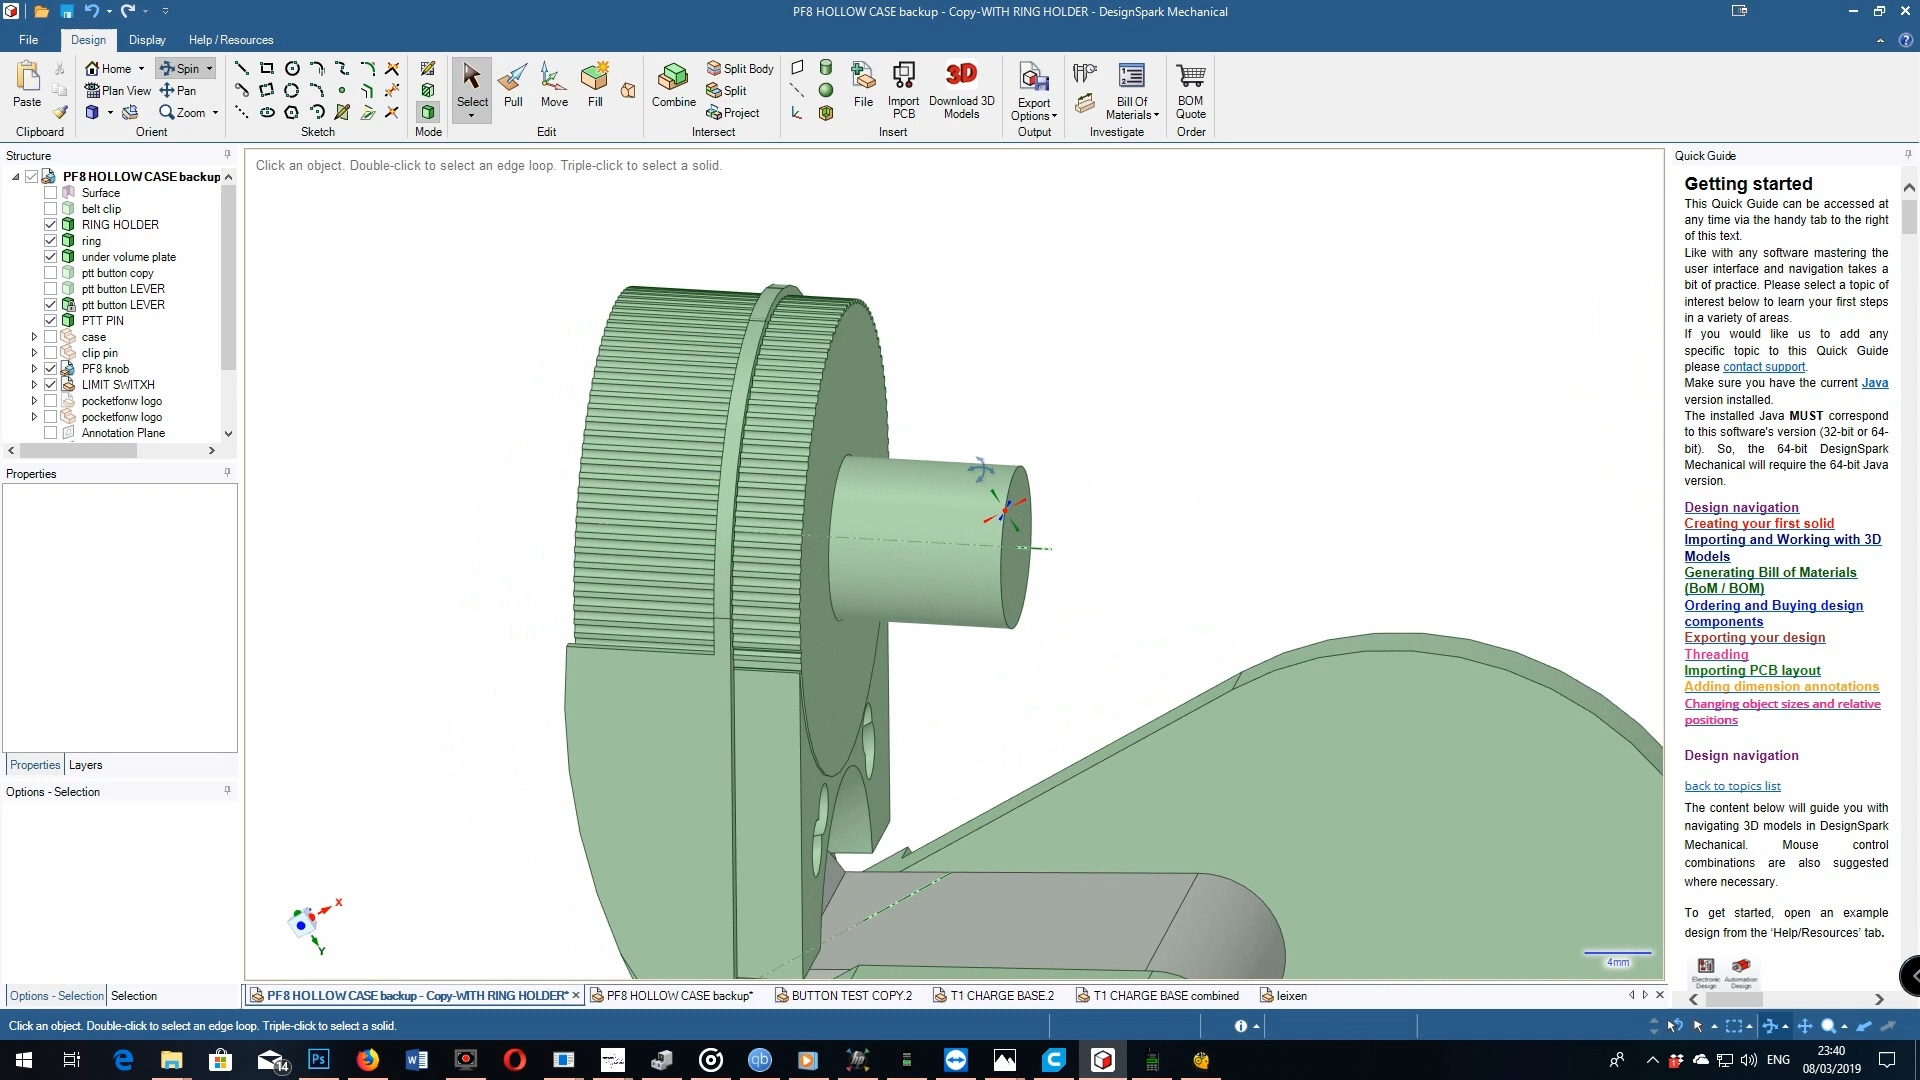 PF8 HOLLOW CASE backup - Copy-WITH RING HOLDER - DesignSpark Mechanical
File Design Display Help / Resources
Paste
Clipboard
Home Spin
Plan View Pan
Zoom
Orient
Sketch
Mode
Select Pull Move Fill
Edit
Combine Split Body
Split
Project
Intersect
File Import PCB Download 3D Models
3D
Insert
Export Options
Output
Bill Of Materials
Investigate
BOM Quote
Order
Structure
PF8 HOLLOW CASE backup
Surface
belt clip
RING HOLDER
ring
under volume plate
ptt button copy
ptt button LEVER
ptt button LEVER
PTT PIN
case
clip pin
PF8 knob
LIMIT SWITXH
pocketfonw logo
pocketfonw logo
Annotation Plane
Properties
Properties Layers
Options - Selection
Options - Selection Selection
Click an object. Double-click to select an edge loop. Triple-click to select a solid.
X
Y
4mm
Quick Guide
Getting started
This Quick Guide can be accessed at
any time via the handy tab to the right
of this text.
Like with any software mastering the
user interface and navigation takes a
bit of practice. Please select a topic of
interest below to learn your first steps
in a variety of areas.
If you would like us to add any
specific topic to this Quick Guide
please contact support.
Make sure you have the current Java
version installed.
The installed Java MUST correspond
to this software's version (32-bit or 64-
bit). So, the 64-bit DesignSpark
Mechanical will require the 64-bit Java
version.
Design navigation
Creating your first solid
Importing and Working with 3D
Models
Generating Bill of Materials
(BoM / BOM)
Ordering and Buying design
components
Exporting your design
Threading
Importing PCB layout
Adding dimension annotations
Changing object sizes and relative
positions
Design navigation
back to topics list
The content below will guide you with
navigating 3D models in DesignSpark
Mechanical. Mouse control
combinations are also suggested
where necessary.
To get started, open an example
design from the 'Help/Resources' tab.
Electronic Design Automation Design
PF8 HOLLOW CASE backup - Copy-WITH RING HOLDER* PF8 HOLLOW CASE backup* BUTTON TEST COPY.2 T1 CHARGE BASE.2 T1 CHARGE BASE combined leixen
Click an object. Double-click to select an edge loop. Triple-click to select a solid.
14
Ps
qb
ENG
23:40
08/03/2019